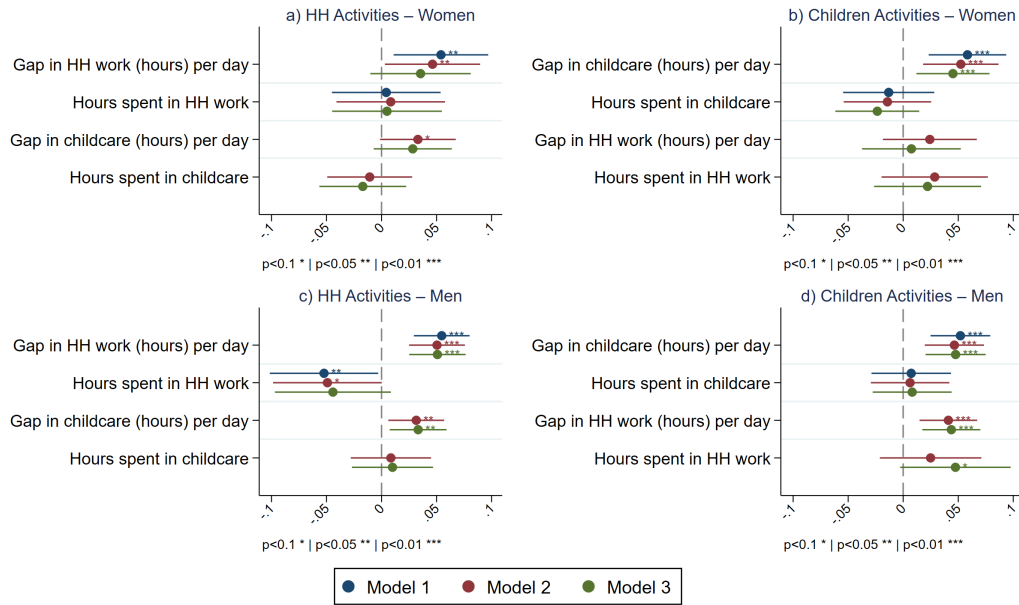 a) HH Activities – Women
Gap in HH work (hours) per day
**
**
Hours spent in HH work
Gap in childcare (hours) per day
*
Hours spent in childcare
-.1 -.05 0 .05 .1
p<0.1 * | p<0.05 ** | p<0.01 ***
b) Children Activities – Women
Gap in childcare (hours) per day
***
***
***
Hours spent in childcare
Gap in HH work (hours) per day
Hours spent in HH work
-.1 -.05 0 .05 .1
p<0.1 * | p<0.05 ** | p<0.01 ***
c) HH Activities – Men
Gap in HH work (hours) per day
***
***
***
Hours spent in HH work
**
*
Gap in childcare (hours) per day
**
**
Hours spent in childcare
-.1 -.05 0 .05 .1
p<0.1 * | p<0.05 ** | p<0.01 ***
d) Children Activities – Men
Gap in childcare (hours) per day
***
***
***
Hours spent in childcare
Gap in HH work (hours) per day
***
***
Hours spent in HH work
*
-.1 -.05 0 .05 .1
p<0.1 * | p<0.05 ** | p<0.01 ***
Model 1 Model 2 Model 3